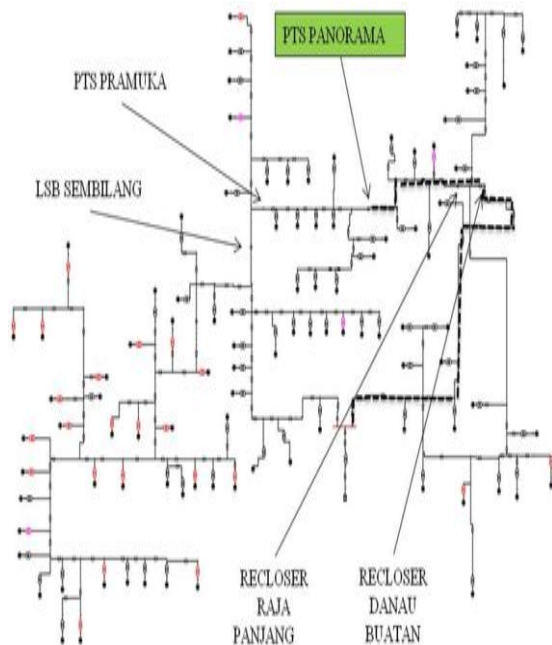 PTS PANORAMA
PTS PRAMUKA
LSB SEMBILANG
RECLOSER
RAJA
PANJANG
RECLOSER
DANAU
BUATAN